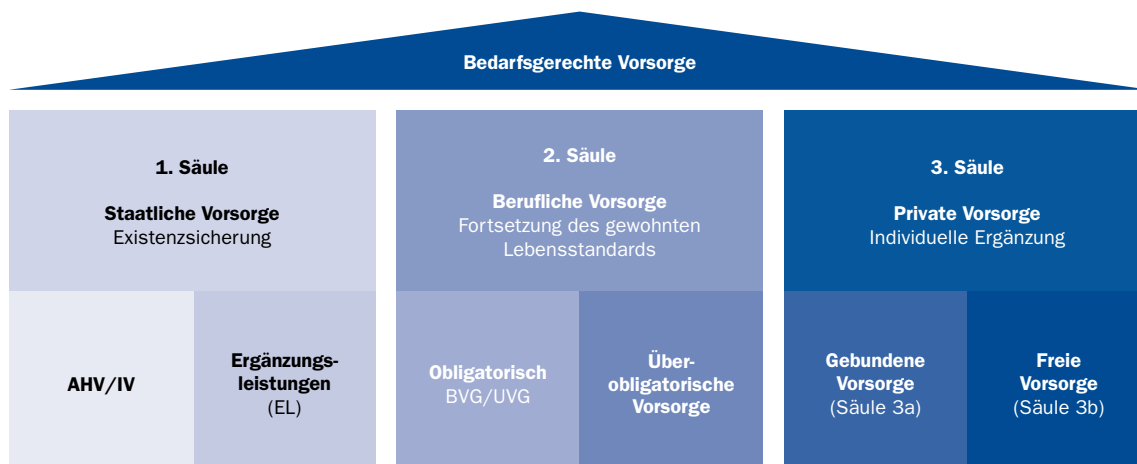 Bedarfsgerechte Vorsorge
1. Säule
Staatliche Vorsorge
Existenzsicherung
AHV/IV
Ergänzungs-
leistungen
(EL)
2. Säule
Berufliche Vorsorge
Fortsetzung des gewohnten
Lebensstandards
Obligatorisch
BVG/UVG
Über-
obligatorische
Vorsorge
3. Säule
Private Vorsorge
Individuelle Ergänzung
Gebundene
Vorsorge
(Säule 3a)
Freie
Vorsorge
(Säule 3b)